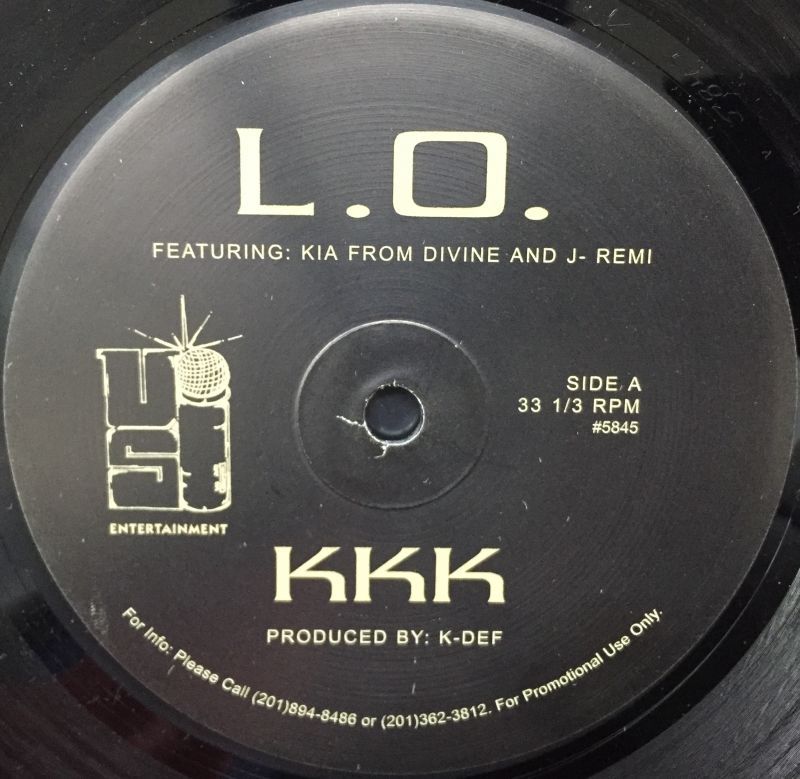 L.O.
FEATURING: KIA FROM DIVINE AND J- REMI
SIDE A
33 1/3 RPM
#5845
US
ENTERTAINMENT
KKK
PRODUCED BY: K-DEF
For Info: Please Call (201)894-8486 or (201)362-3812. For Promotional Use Only.